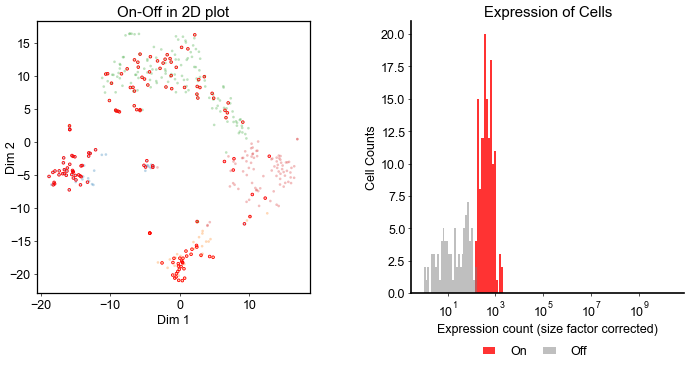 On-Off in 2D plot
15
10
5
0
−5
−10
−15
−20
Dim 2
−20 −10 0 10
Dim 1
Expression of Cells
20.0
17.5
15.0
12.5
10.0
7.5
5.0
2.5
0.0
Cell Counts
10^1 10^3 10^5 10^7 10^9
Expression count (size factor corrected)
On Off